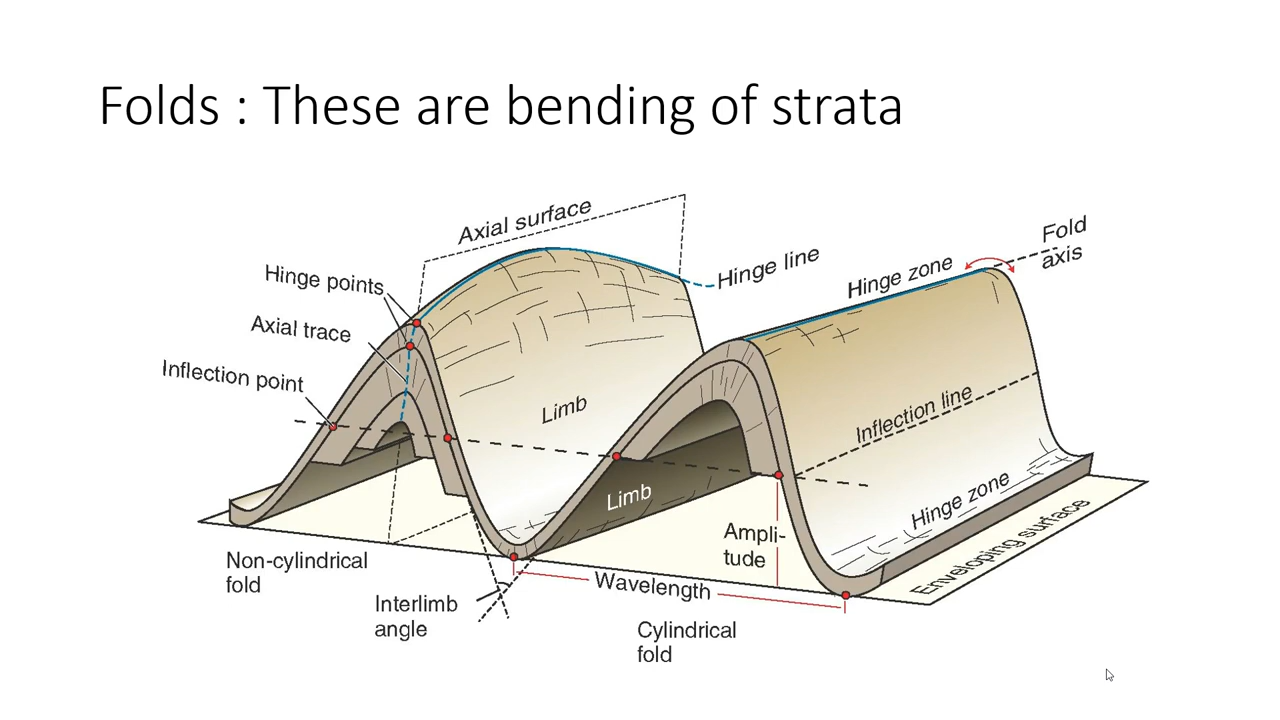 Folds : These are bending of strata
Axial surface
Fold
axis
Hinge line
Hinge zone
Hinge points
Axial trace
Inflection point
Limb
Inflection line
Limb
Hinge zone
Ampli-
tude
Enveloping surface
Non-cylindrical
fold
Wavelength
Interlimb
angle
Cylindrical
fold